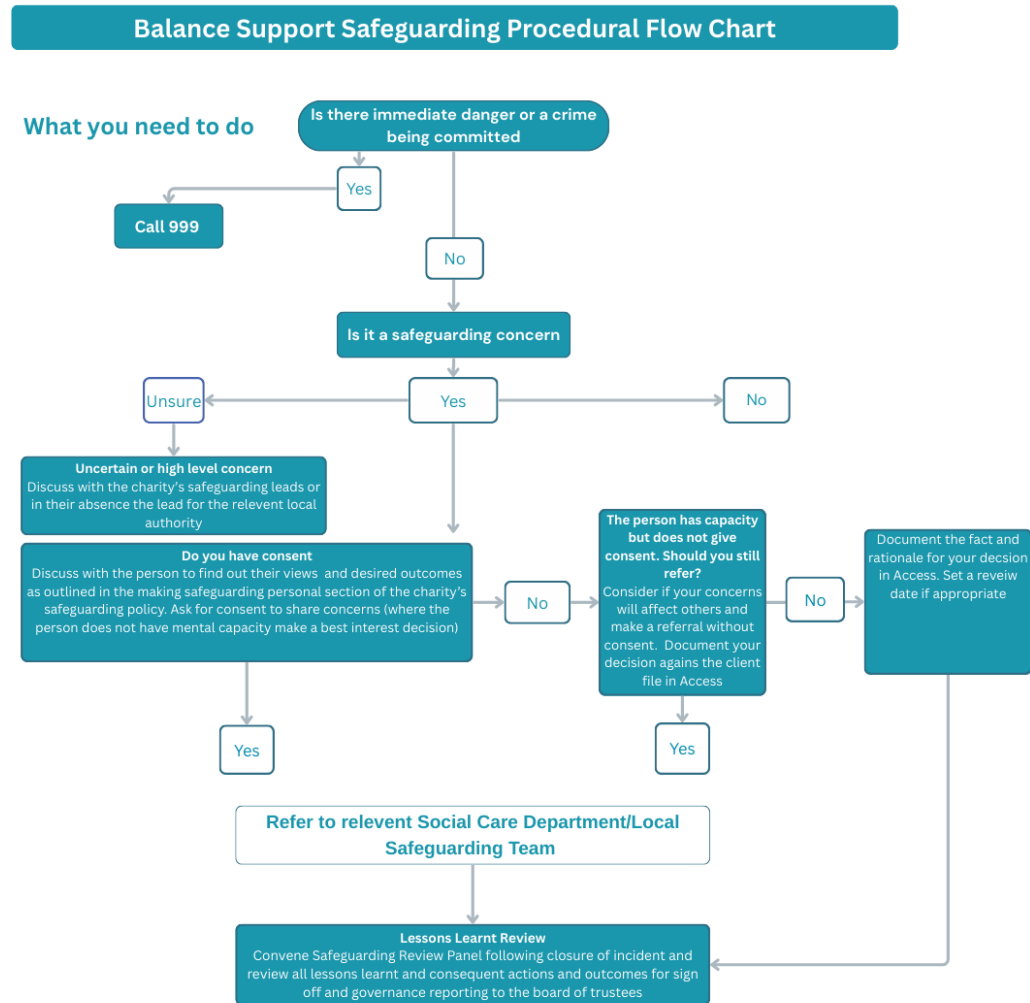 Balance Support Safeguarding Procedural Flow Chart
What you need to do
Is there immediate danger or a crime
being committed
Yes
Call 999
No
Is it a safeguarding concern
Unsure
Yes
No
Uncertain or high level concern
Discuss with the charity's safeguarding leads or
in their absence the lead for the relevent local
authority
Do you have consent
Discuss with the person to find out their views and desired outcomes
as outlined in the making safeguarding personal section of the charity's
safeguarding policy. Ask for consent to share concerns (where the
person does not have mental capacity make a best interest decision)
No
The person has capacity
but does not give
consent. Should you still
refer?
Consider if your concerns
will affect others and
make a referral without
consent. Document your
decision agains the client
file in Access
No
Document the fact and
rationale for your decsion
in Access. Set a reveiw
date if appropriate
Yes
Yes
Refer to relevent Social Care Department/Local
Safeguarding Team
Lessons Learnt Review
Convene Safeguarding Review Panel following closure of incident and
review all lessons learnt and consequent actions and outcomes for sign
off and governance reporting to the board of trustees